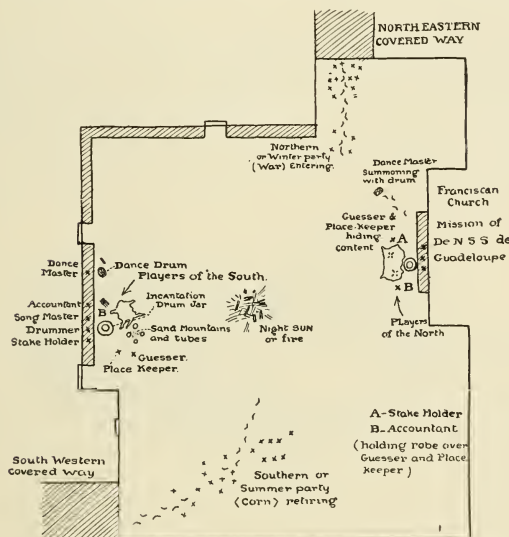 NORTH EASTERN
COVERED WAY
Northern
or Winter party
(War) Entering.
Dance Master
Summoning
with drum
Franciscan
Church
Mission of
De N S S de
Guadeloupe
Guesser &
Place-Keeper
hiding
content
A
B
Players
of the North
Dance
Master
Dance Drum
Players of the South.
Incantation
Drum Jar
B
Accountant
Song Master
Drummer
Stake Holder
Sand Mountains
and tubes
Night SUN
or fire
Guesser.
Place Keeper.
South Western
covered way
Southern or
Summer party
(Corn) retiring
A-Stake Holder
B-Accountant
(holding robe over
Guesser and Place
keeper)